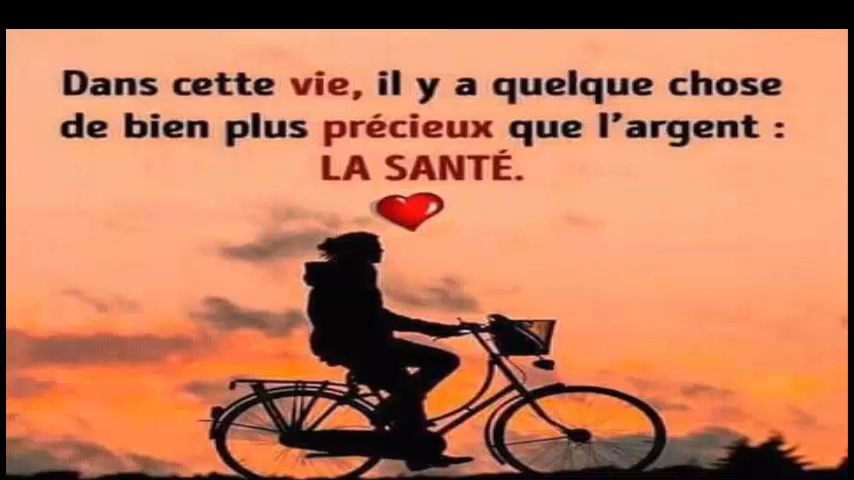 Dans cette vie, il y a quelque chose
de bien plus précieux que l'argent :
LA SANTÉ.